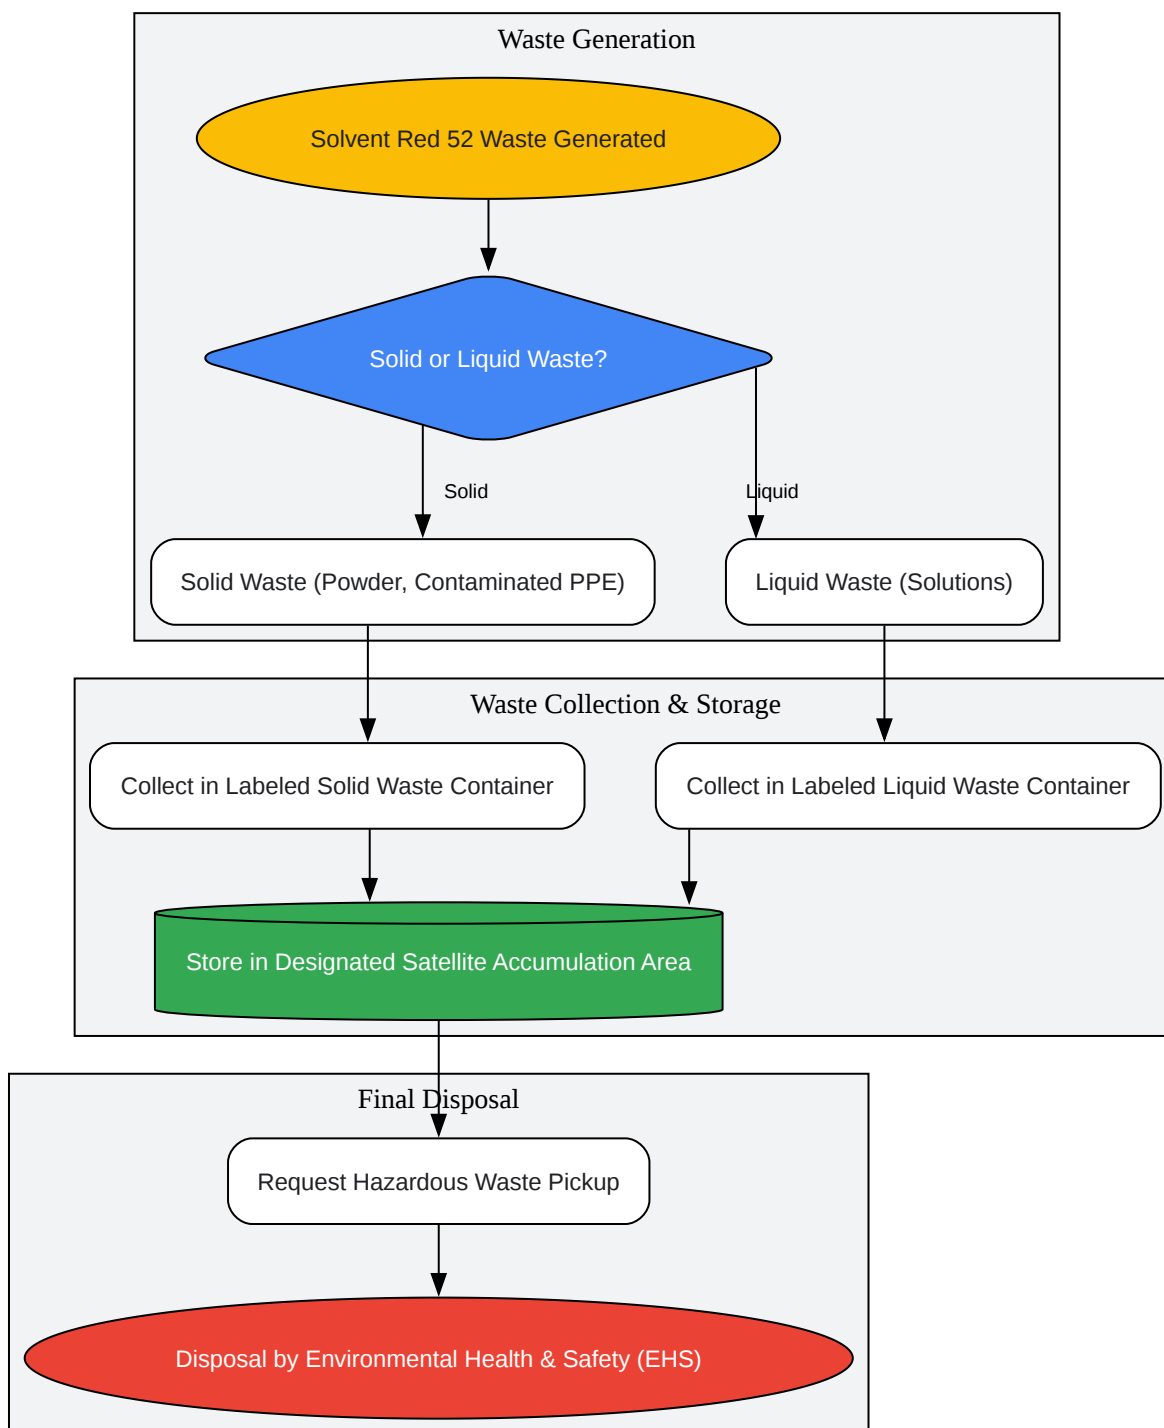 Waste Generation
Solvent Red 52 Waste Generated
Solid or Liquid Waste?
Solid
Liquid
Solid Waste (Powder, Contaminated PPE)
Liquid Waste (Solutions)
Waste Collection & Storage
Collect in Labeled Solid Waste Container
Collect in Labeled Liquid Waste Container
Store in Designated Satellite Accumulation Area
Final Disposal
Request Hazardous Waste Pickup
Disposal by Environmental Health & Safety (EHS)